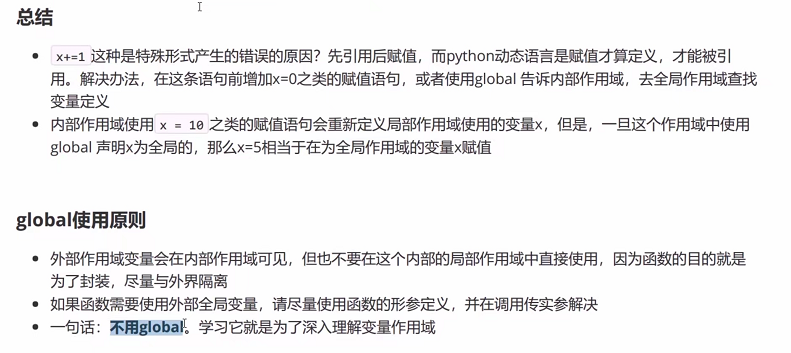 总结
x+=1这种是特殊形式产生的错误的原因？先引用后赋值，而python动态语言是赋值才算定义，才能被引
用。解决办法，在这条语句前增加x=0之类的赋值语句，或者使用global 告诉内部作用域，去全局作用域查找
变量定义
内部作用域使用 x = 10 之类的赋值语句会重新定义局部作用域使用的变量x，但是，一旦这个作用域中使用
global 声明x为全局的，那么x=5相当于在为全局作用域的变量x赋值
global使用原则
外部作用域变量会在内部作用域可见，但也不要在这个内部的局部作用域中直接使用，因为函数的目的就是
为了封装，尽量与外界隔离
如果函数需要使用外部全局变量，请尽量使用函数的形参定义，并在调用传实参解决
一句话：不用global。学习它就是为了深入理解变量作用域